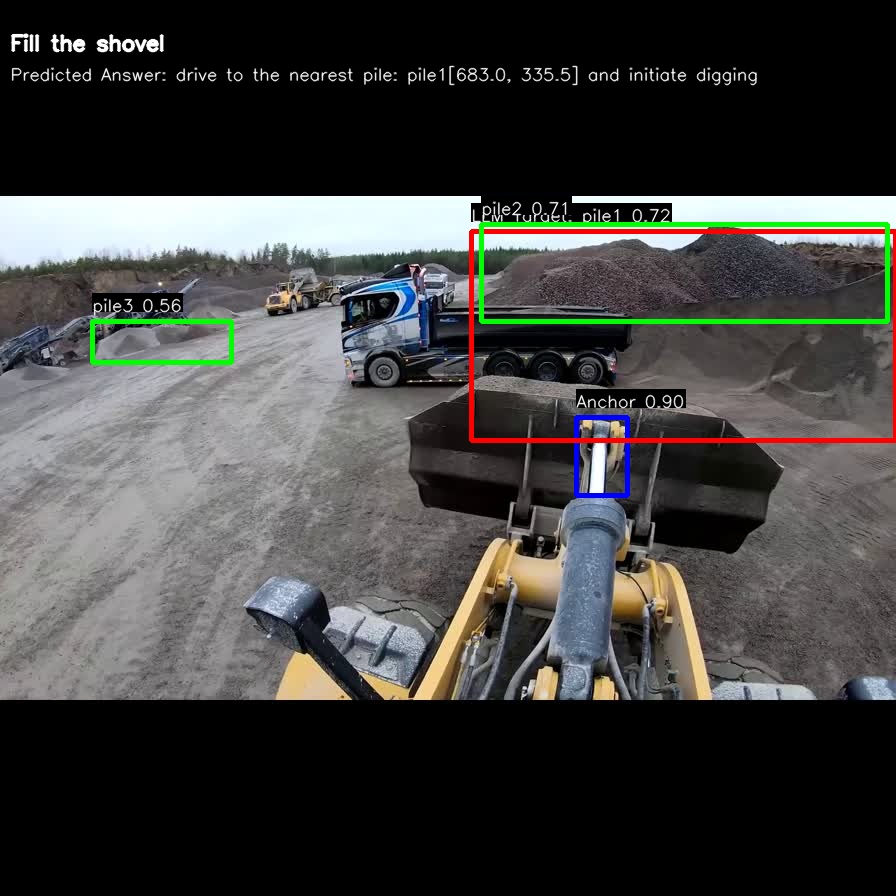 Fill the shovel
Predicted Answer: drive to the nearest pile: pile1[683.0, 335.5] and initiate digging
pile2 0.71
Target: pile1 0.72
pile3 0.56
Anchor 0.90